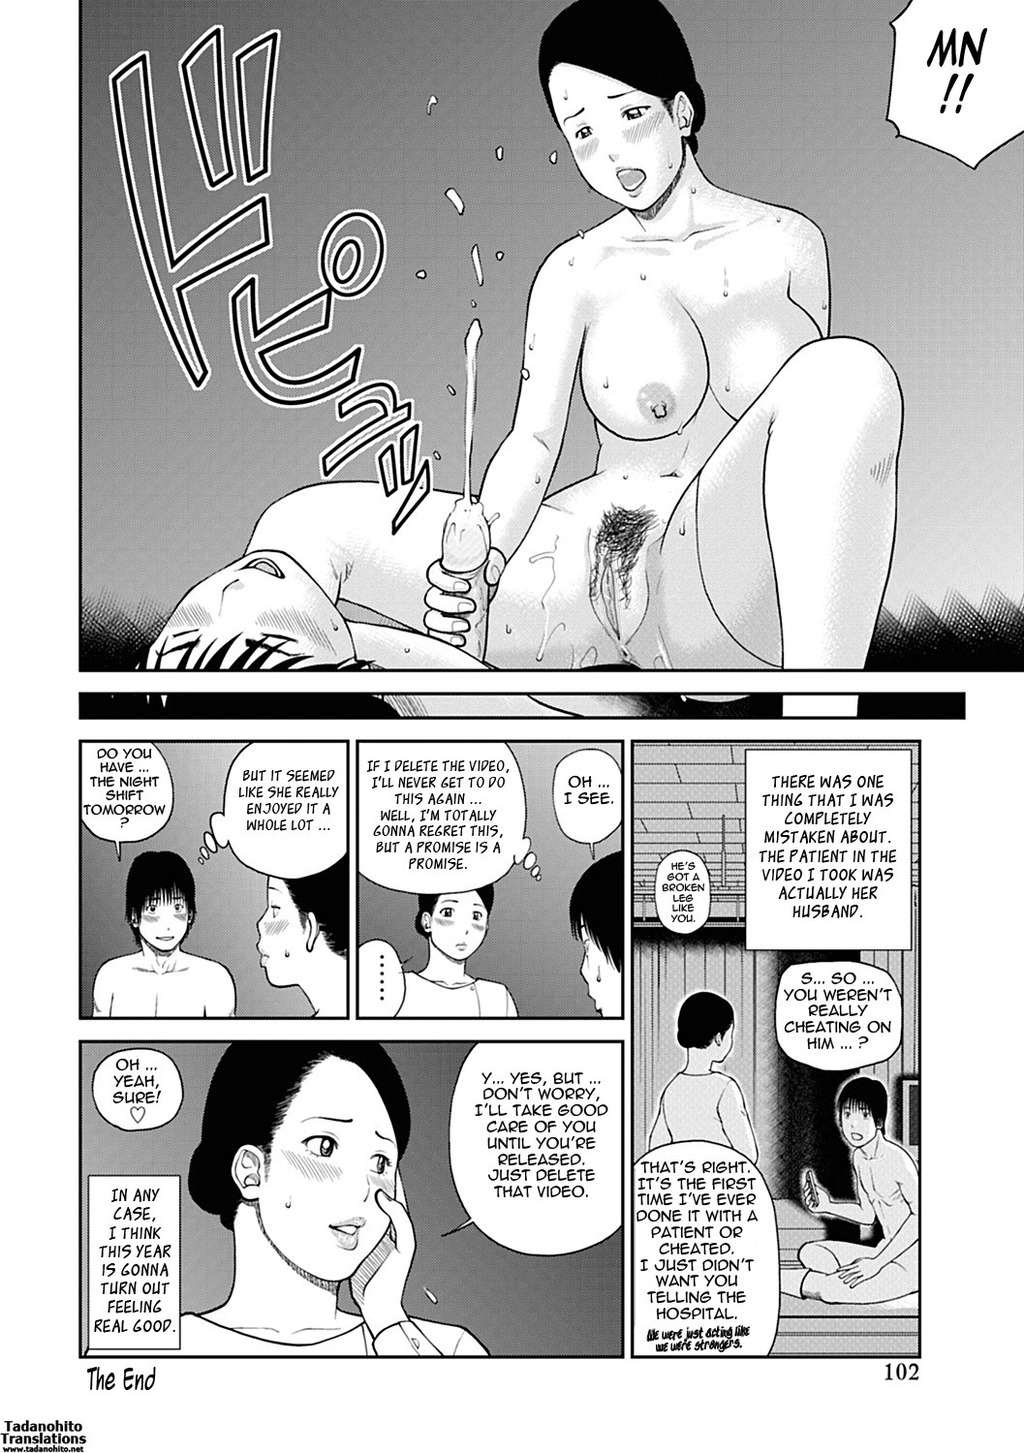 MN
!!
ドドピュッ
THERE WAS ONE
THING THAT I WAS
COMPLETELY
MISTAKEN ABOUT.
THE PATIENT IN THE
VIDEO I TOOK WAS
ACTUALLY HER
HUSBAND.
HE'S
GOT A
BROKEN
LEG
LIKE
YOU.
S... SO ...
YOU WEREN'T
REALLY
CHEATING ON
HIM ... ?
THAT'S RIGHT.
IT'S THE FIRST
TIME I'VE EVER
DONE IT WITH A
PATIENT OR
CHEATED.
I JUST DIDN'T
WANT YOU
TELLING THE
HOSPITAL.
We were just acting like
we were strangers.
OH ...
I SEE.
IF I DELETE THE VIDEO,
I'LL NEVER GET TO DO
THIS AGAIN ...
WELL, I'M TOTALLY
GONNA REGRET THIS,
BUT A PROMISE IS A
PROMISE.
......
BUT IT SEEMED
LIKE SHE REALLY
ENJOYED IT A
WHOLE LOT ...
DO YOU
HAVE ...
THE NIGHT
SHIFT
TOMORROW
?
Y... YES, BUT ...
DON'T WORRY,
I'LL TAKE GOOD
CARE OF YOU
UNTIL YOU'RE
RELEASED.
JUST DELETE
THAT VIDEO.
OH ...
YEAH,
SURE!
♡
IN ANY
CASE,
I THINK
THIS YEAR
IS GONNA
TURN OUT
FEELING
REAL GOOD.
The End
102
Tadanohito
Translations
www.tadanohito.net